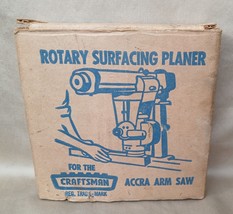 ROTARY SURFACING PLANER
FOR THE
CRAFTSMAN
REG. TRADE MARK
ACCRA ARM SAW